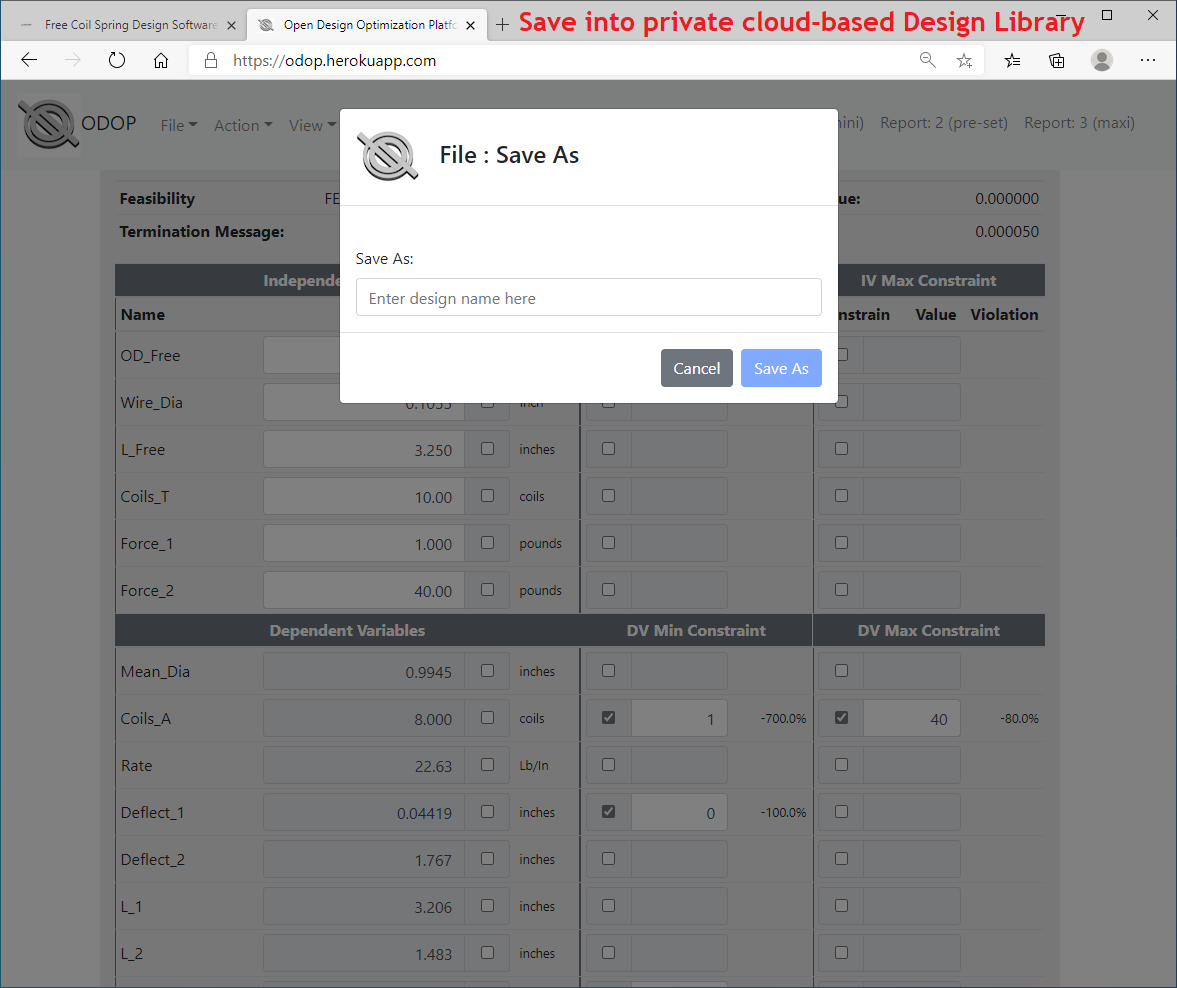 Free Coil Spring Design Software
Open Design Optimization Platfo
Save into private cloud-based Design Library
https://odop.herokuapp.com
ODOP File Action View Report: 2 (pre-set) Report: 3 (maxi)
File : Save As
Feasibility FE ue: 0.000000
Termination Message: 0.000050
Save As:
Enter design name here
Cancel Save As
Independe IV Max Constraint
Name nstrain Value Violation
OD_Free
Wire_Dia 0.1055 inch
L_Free 3.250 inches
Coils_T 10.00 coils
Force_1 1.000 pounds
Force_2 40.00 pounds
Dependent Variables DV Min Constraint DV Max Constraint
Mean_Dia 0.9945 inches
Coils_A 8.000 coils 1 -700.0% 40 -80.0%
Rate 22.63 Lb/In
Deflect_1 0.04419 inches 0 -100.0%
Deflect_2 1.767 inches
L_1 3.206 inches
L_2 1.483 inches